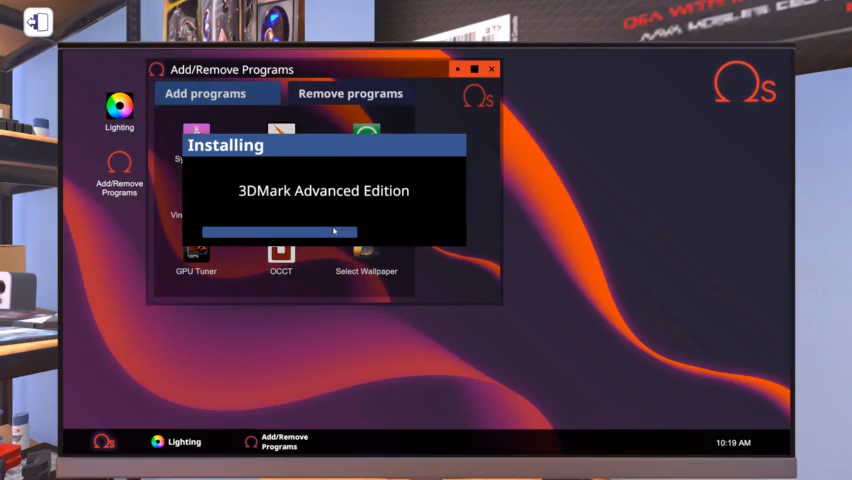 Add/Remove Programs
Add programs
Remove programs
Lighting
Installing
Add/Remove
Programs
3DMark Advanced Edition
GPU Tuner
OCCT
Select Wallpaper
Lighting
Add/Remove
Programs
10:19 AM